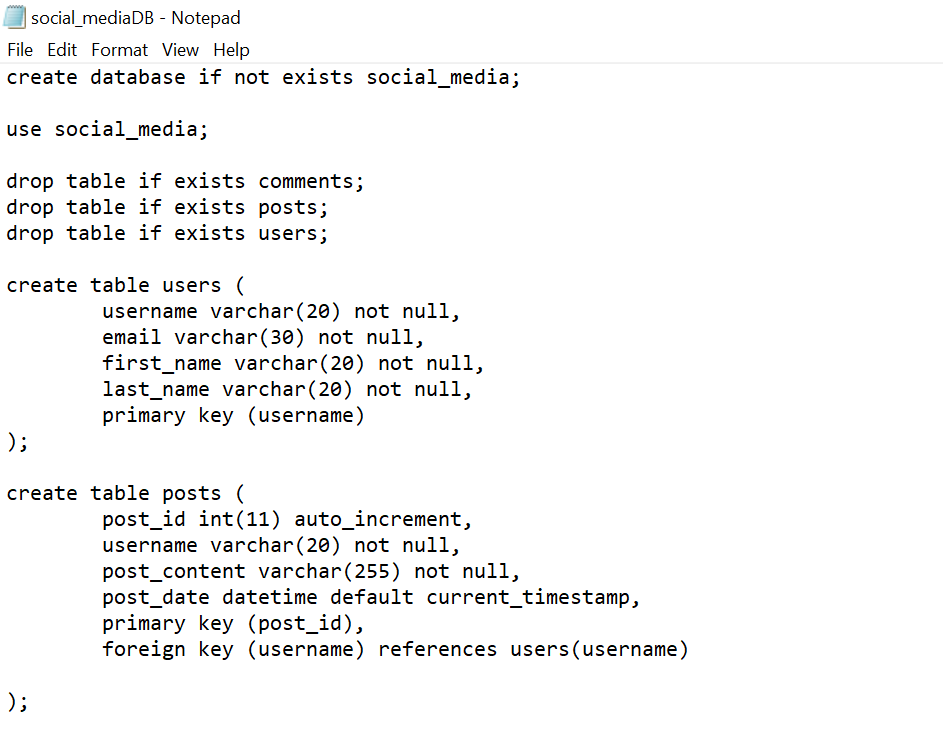 social_mediaDB - Notepad
File Edit Format View Help
create database if not exists social_media;
use social_media;
drop table if exists comments;
drop table if exists posts;
drop table if exists users;
create table users (
username varchar(20) not null,
email varchar(30) not null,
first_name varchar(20) not null,
last_name varchar(20) not null,
primary key (username)
);
create table posts (
post_id int(11) auto_increment,
username varchar(20) not null,
post_content varchar(255) not null,
post_date datetime default current_timestamp,
primary key (post_id),
foreign key (username) references users(username)
);